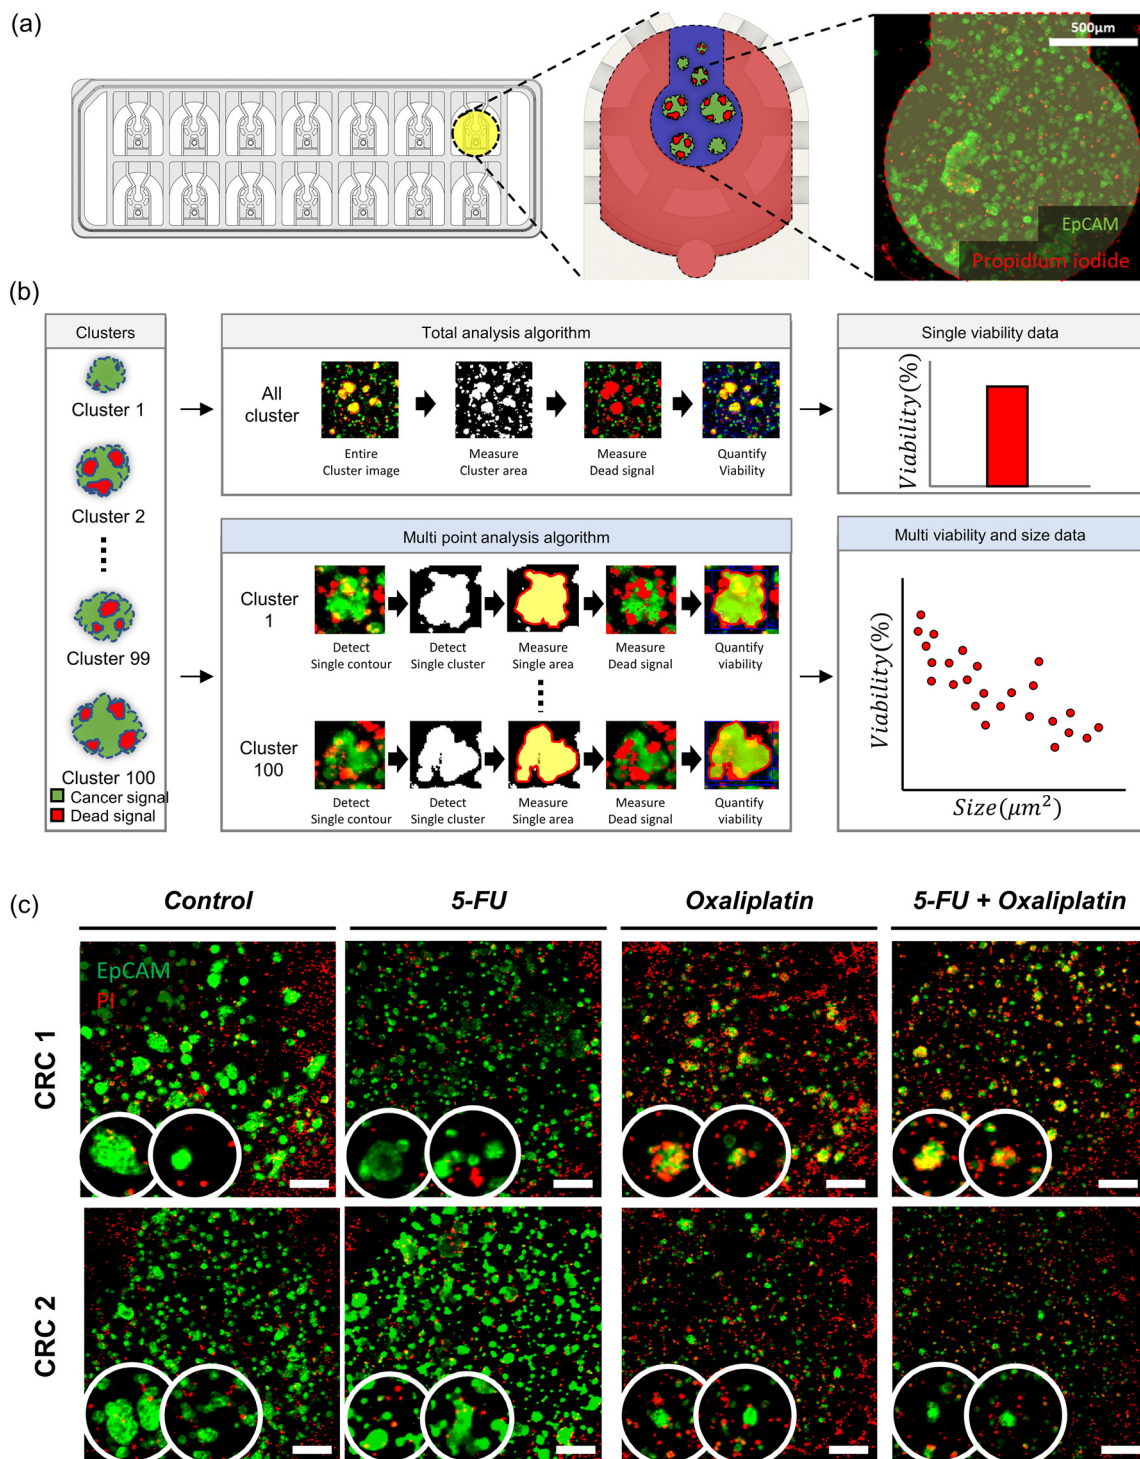 (a)
500μm
EpCAM
Propidlum iodide
(b)
Clusters
Cluster 1
Cluster 2
Cluster 99
Cluster 100
Cancer signal
Dead signal
Total analysis algorithm
All
cluster
Entire
Cluster image
Measure
Cluster area
Measure
Dead signal
Quantify
Viability
Single viability data
Viability(%)
Multi point analysis algorithm
Cluster
1
Detect
Single contour
Detect
Single cluster
Measure
Single area
Measure
Dead signal
Quantify
viability
Cluster
100
Detect
Single contour
Detect
Single cluster
Measure
Single area
Measure
Dead signal
Quantify
viability
Multi viability and size data
Viability(%)
Size(μm²)
(c)
Control
5-FU
Oxaliplatin
5-FU + Oxaliplatin
EpCAM
PI
CRC 1
CRC 2